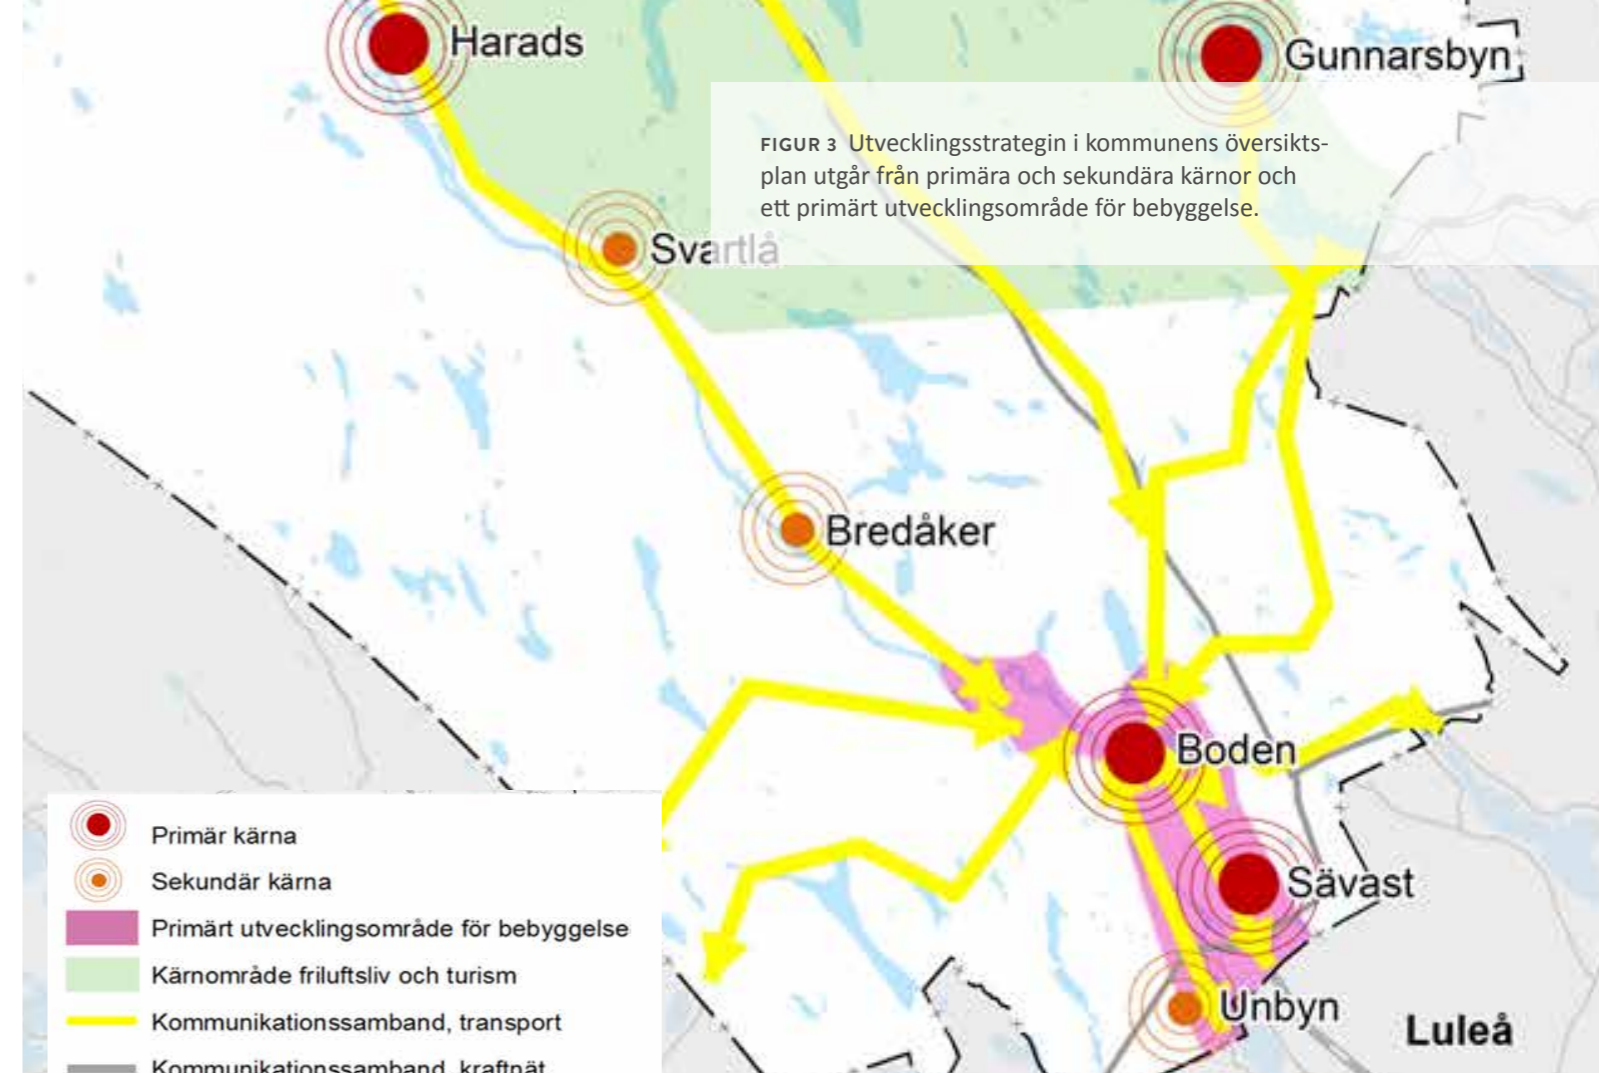 Harads
Gunnarsbyn
FIGUR 3 Utvecklingsstrategin i kommunens översikts-
plan utgår från primära och sekundära kärnor och
ett primärt utvecklingsområde för bebyggelse.
Svartlå
Bredåker
Boden
Sävast
Unbyn
Luleå
Primär kärna
Sekundär kärna
Primärt utvecklingsområde för bebyggelse
Kärnområde friluftsliv och turism
Kommunikationssamband, transport
Kommunikationssamband, kraftnät